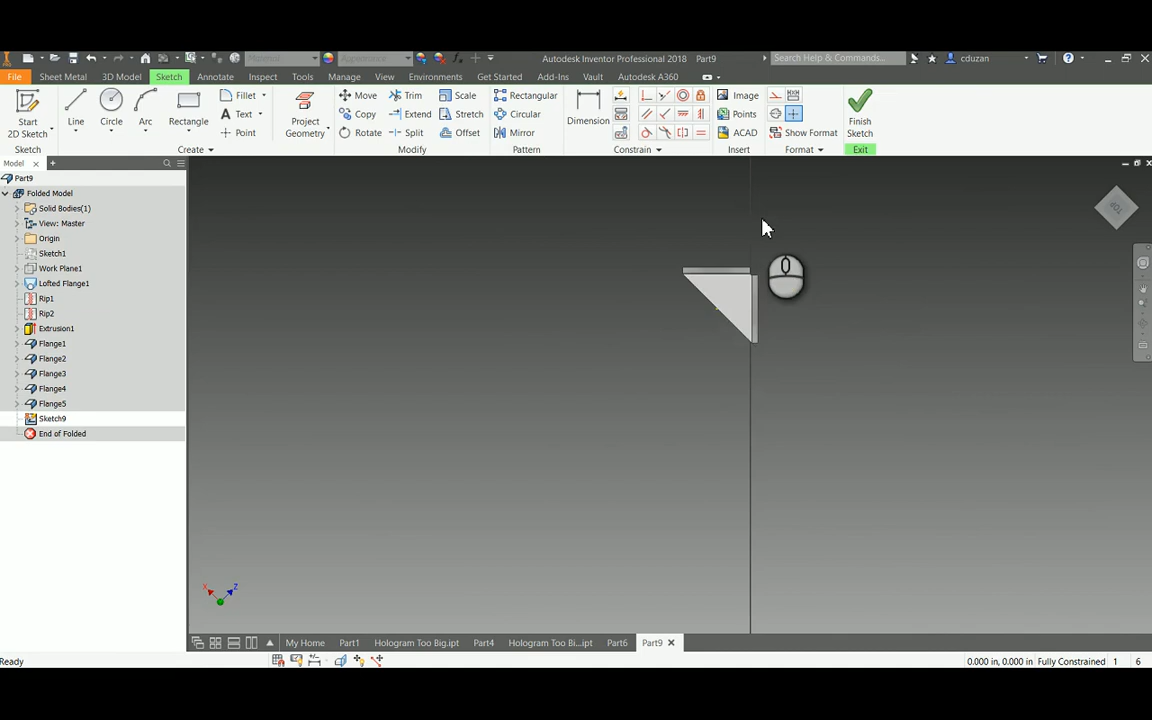 Material
Appearance
Autodesk Inventor Professional 2018 Part9
Search Help & Commands...
cduzan
File
Sheet Metal
3D Model
Sketch
Annotate
Inspect
Tools
Manage
View
Environments
Get Started
Add-Ins
Vault
Autodesk A360
Start
2D Sketch
Line
Circle
Arc
Rectangle
Fillet
Text
Point
Project
Geometry
Move
Trim
Scale
Copy
Extend
Stretch
Rotate
Split
Offset
Rectangular
Circular
Mirror
Dimension
Image
Points
ACAD
Show Format
Finish
Sketch
Sketch
Create
Modify
Pattern
Constrain
Insert
Format
Exit
Model
Part9
Folded Model
Solid Bodies(1)
View: Master
Origin
Sketch1
Work Plane1
Lofted Flange1
Rip1
Rip2
Extrusion1
Flange1
Flange2
Flange3
Flange4
Flange5
Sketch9
End of Folded
TOP
X
Z
My Home
Part1
Hologram Too Big.ipt
Part4
Hologram Too Bi...ipt
Part6
Part9
Ready
0.000 in, 0.000 in Fully Constrained 1 6